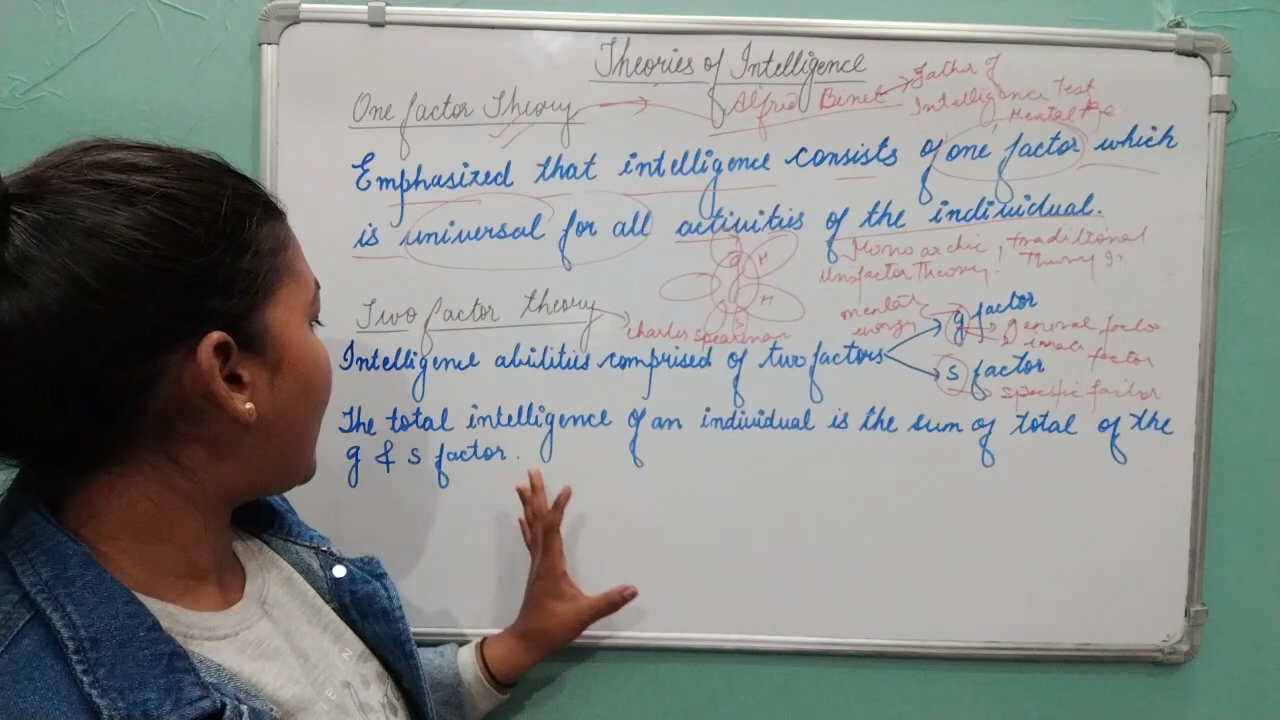 Theories of Intelligence
One factor Theory → Alfred Binet → Father of
Intelligence Test
Mental Age
Emphasized that intelligence consists of one factor which
is universal for all activities of the individual.
Monoarchic, Traditional
Unofactor Theory. Theory
g H
H
S
Two factor theory
Charles Spearman
mental
energy
g factor
General factor
innate factor
Intelligence abilities comprised of two factors
s factor
specific factor
The total intelligence of an individual is the sum of total of the
g & s factor.